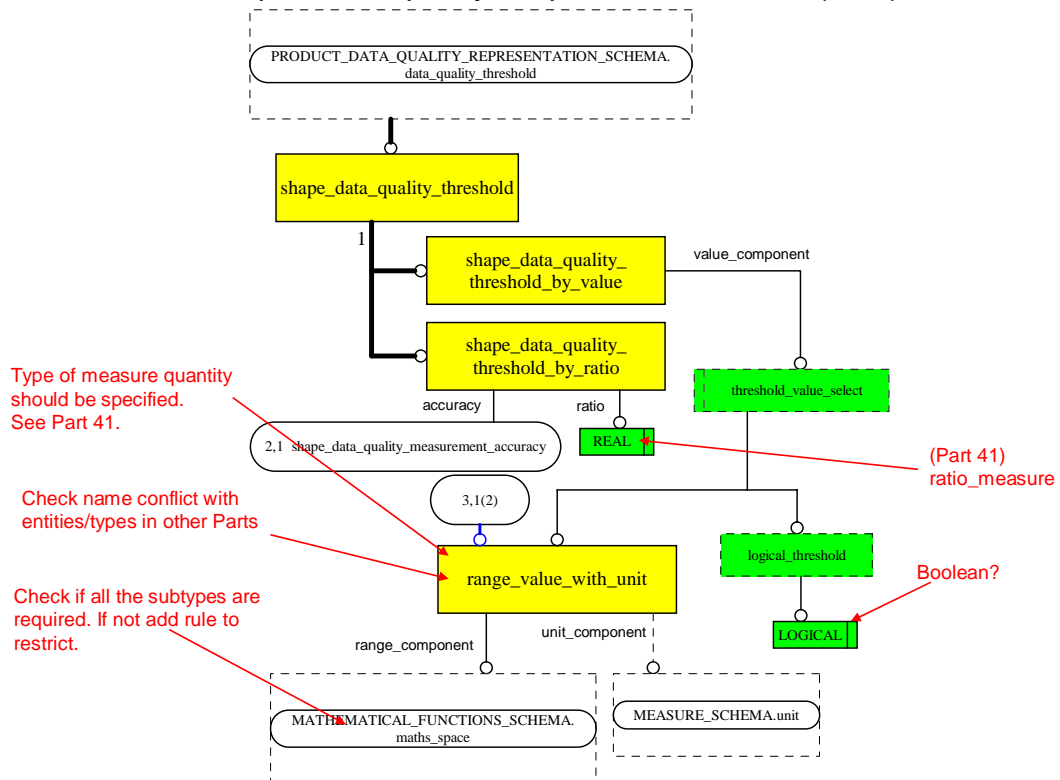 PRODUCT_DATA_QUALITY_REPRESENTATION_SCHEMA.
data_quality_threshold
shape_data_quality_threshold
1
shape_data_quality_
threshold_by_value
value_component
shape_data_quality_
threshold_by_ratio
Type of measure quantity
should be specified.
See Part 41.
threshold_value_select
accuracy
ratio
2,1 shape_data_quality_measurement_accuracy
REAL
(Part 41)
ratio_measure
Check name conflict with
entities/types in other Parts
3,1(2)
logical_threshold
range_value_with_unit
Boolean?
Check if all the subtypes are
required. If not add rule to
restrict.
unit_component
LOGICAL
range_component
MATHEMATICAL_FUNCTIONS_SCHEMA.
maths_space
MEASURE_SCHEMA.unit